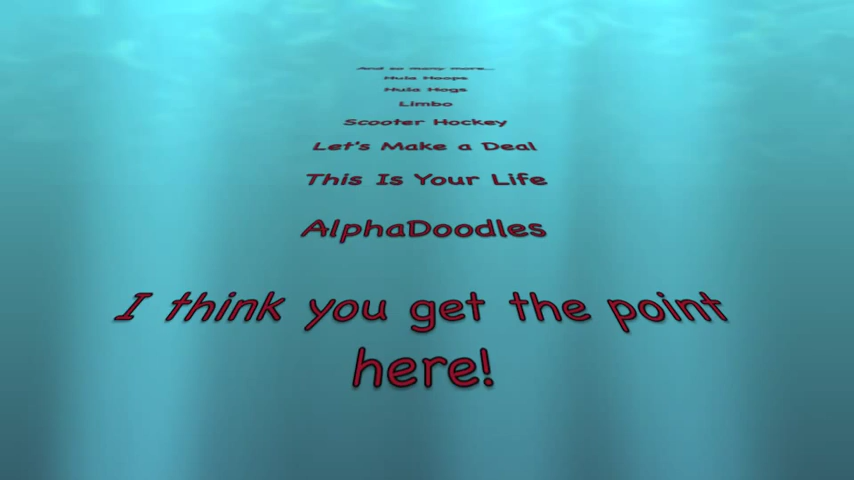 And so many more...
Hula Hoops
Hula Hogs
Limbo
Scooter Hockey
Let's Make a Deal
This Is Your Life
AlphaDoodles
I think you get the point
here!